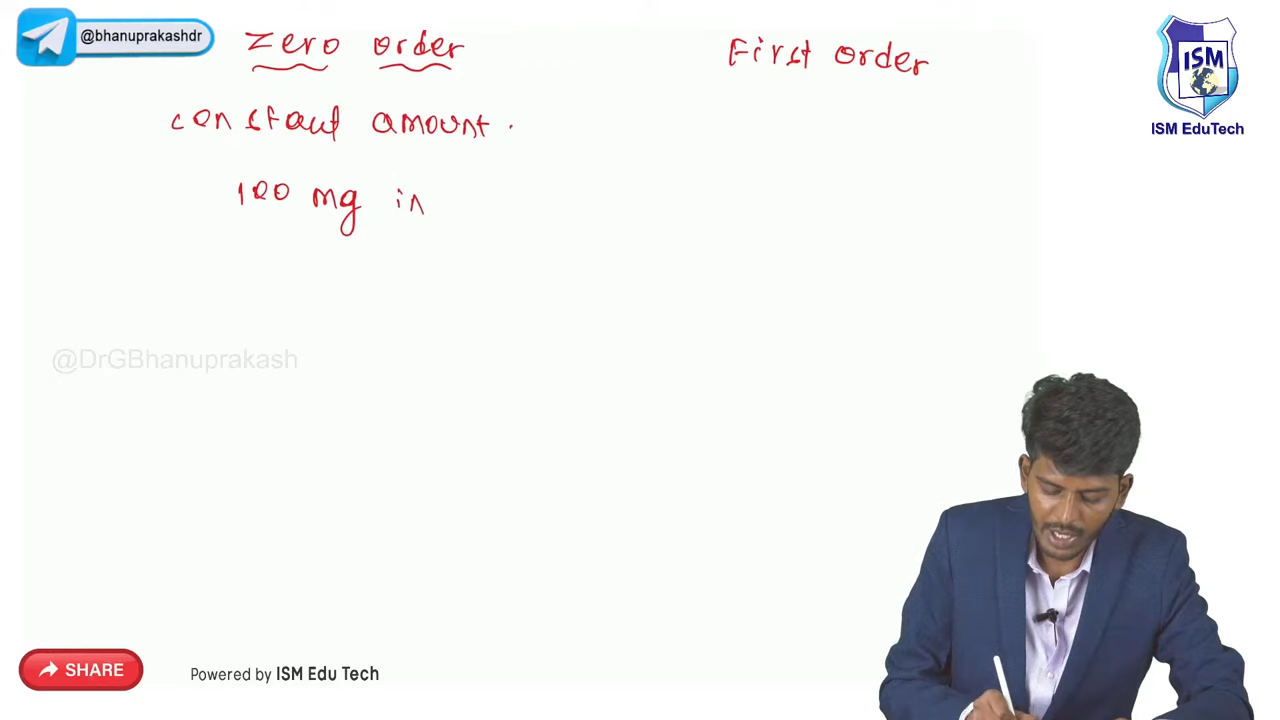 @bhanuprakashdr
Zero order
First order
ISM
ISM EduTech
constant amount.
100 mg in
@DrGBhanuprakash
SHARE
Powered by ISM Edu Tech